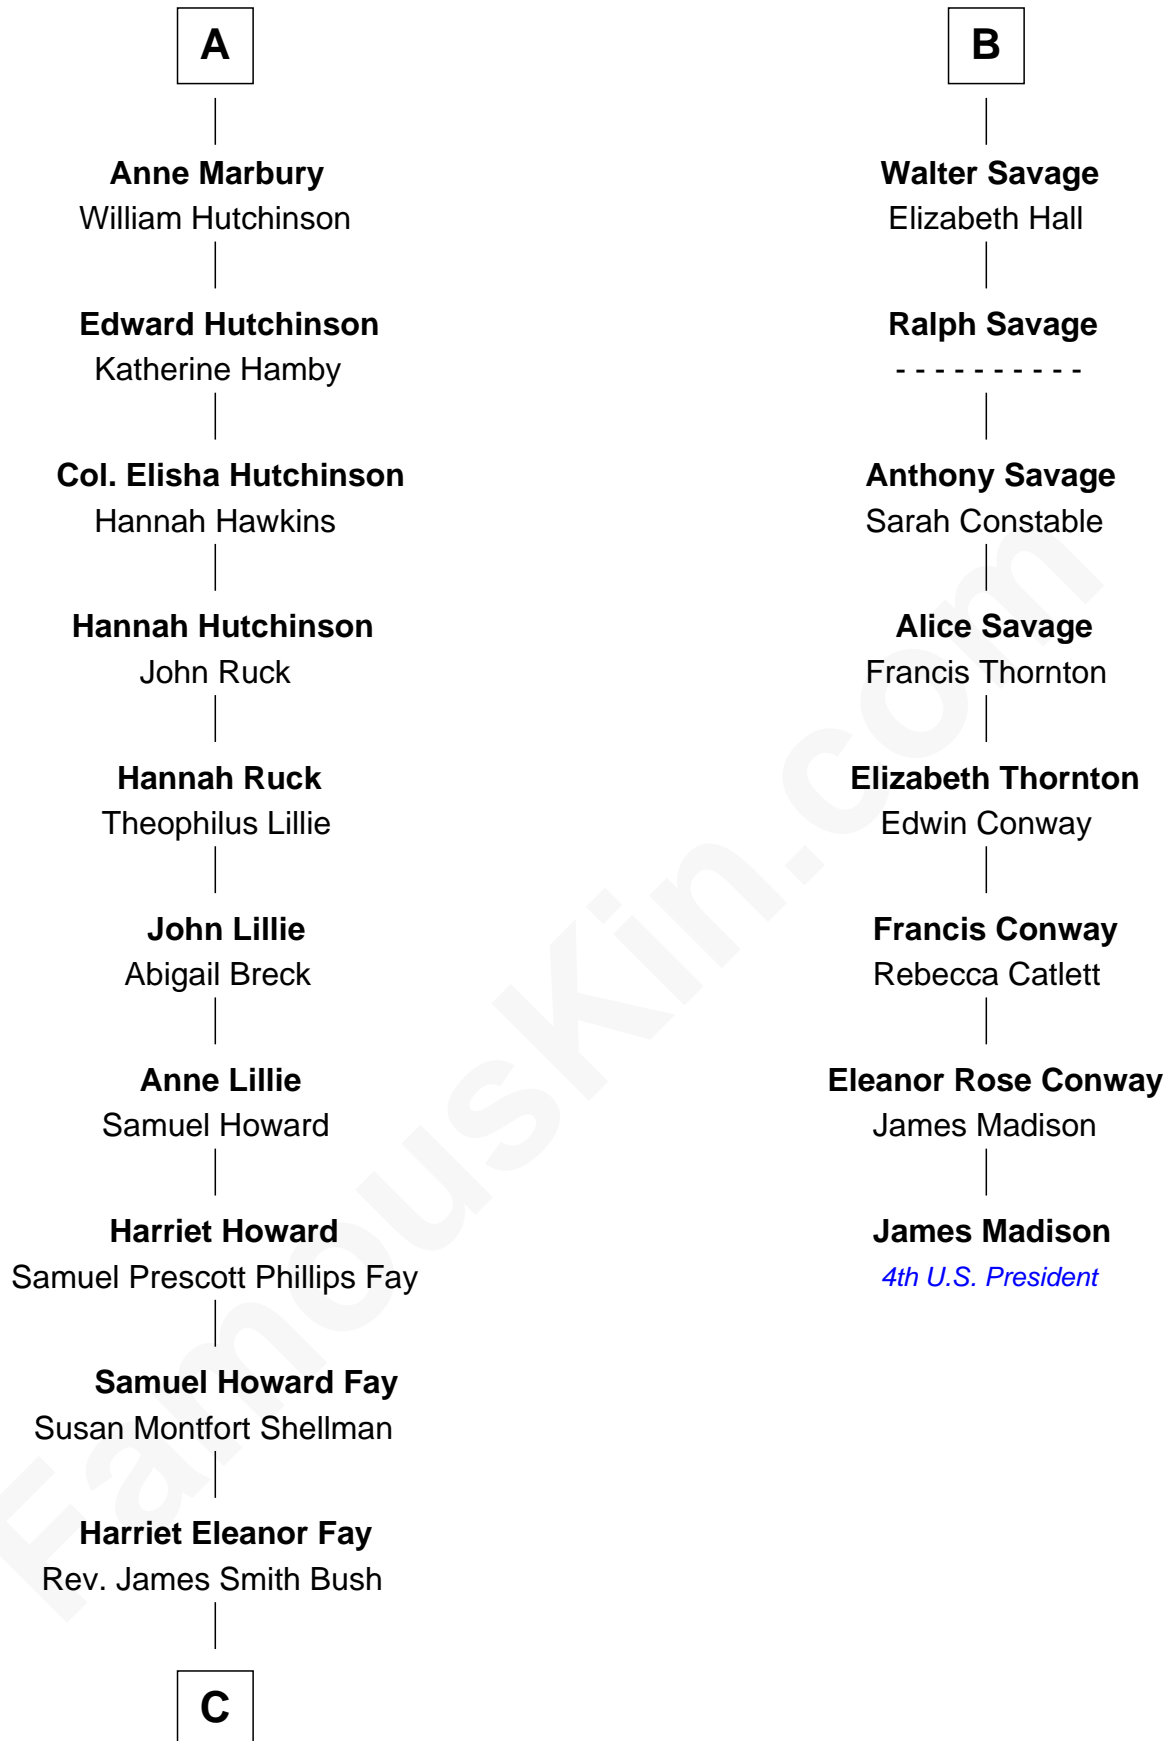 A
Anne Marbury
William Hutchinson
Edward Hutchinson
Katherine Hamby
Col. Elisha Hutchinson
Hannah Hawkins
Hannah Hutchinson
John Ruck
Hannah Ruck
Theophilus Lillie
John Lillie
Abigail Breck
Anne Lillie
Samuel Howard
Harriet Howard
Samuel Prescott Phillips Fay
Samuel Howard Fay
Susan Montfort Shellman
Harriet Eleanor Fay
Rev. James Smith Bush
C
B
Walter Savage
Elizabeth Hall
Ralph Savage
- - - - - - - - - -
Anthony Savage
Sarah Constable
Alice Savage
Francis Thornton
Elizabeth Thornton
Edwin Conway
Francis Conway
Rebecca Catlett
Eleanor Rose Conway
James Madison
James Madison
4th U.S. President
FamousKin.com